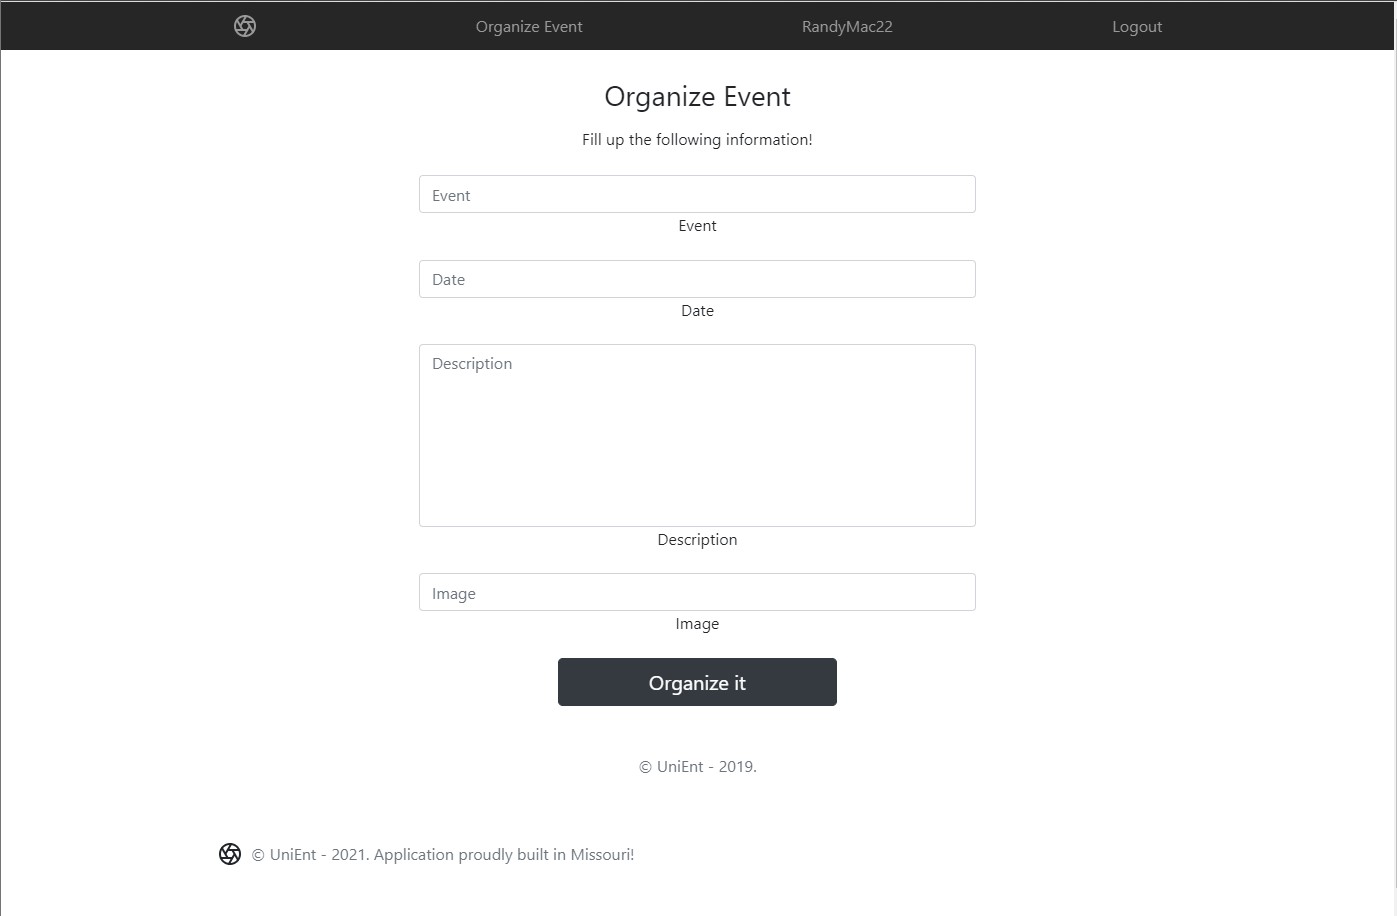 Organize Event RandyMac22 Logout
Organize Event
Fill up the following information!
Event
Event
Date
Date
Description
Description
Image
Image
Organize it
© UniEnt - 2019.
© UniEnt - 2021. Application proudly built in Missouri!